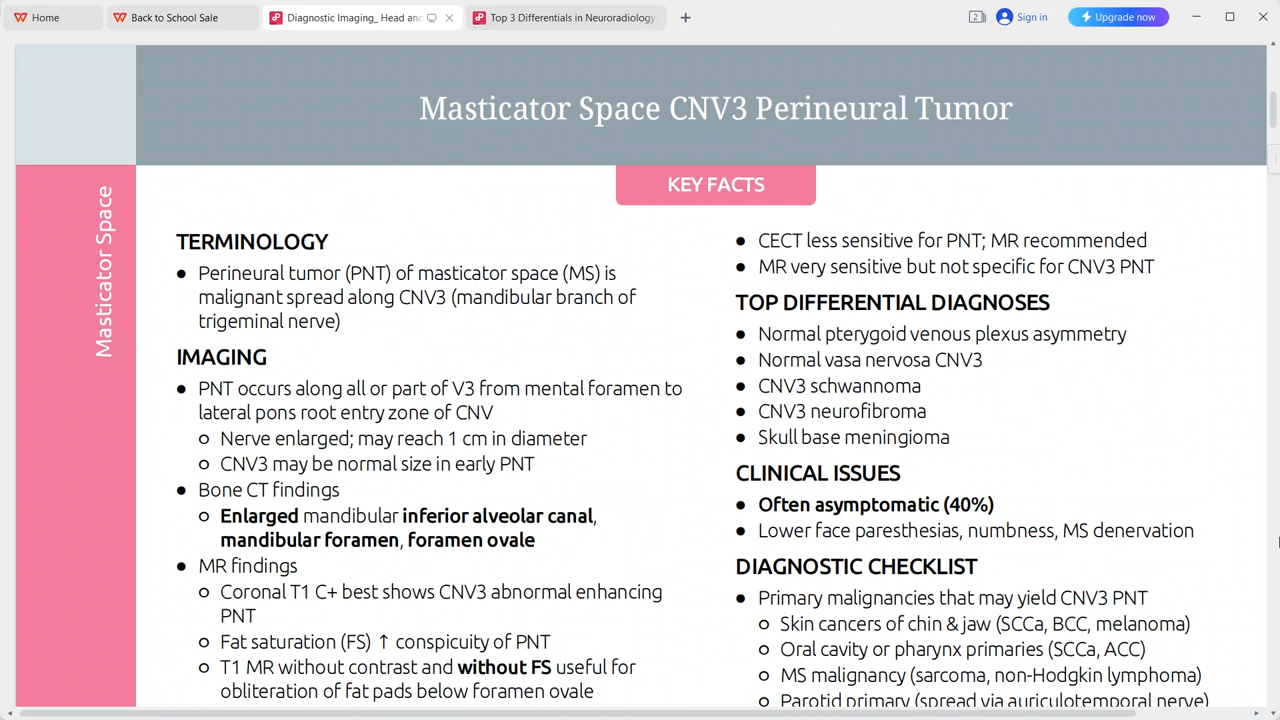 Home
Back to School Sale
Diagnostic Imaging_ Head an
Top 3 Differentials in Neuroradiology
2
Sign in
Upgrade now
Masticator Space CNV3 Perineural Tumor
Masticator Space
KEY FACTS
TERMINOLOGY
● Perineural tumor (PNT) of masticator space (MS) is
malignant spread along CNV3 (mandibular branch of
trigeminal nerve)
IMAGING
● PNT occurs along all or part of V3 from mental foramen to
lateral pons root entry zone of CNV
○ Nerve enlarged; may reach 1 cm in diameter
○ CNV3 may be normal size in early PNT
● Bone CT findings
○ Enlarged mandibular inferior alveolar canal,
mandibular foramen, foramen ovale
● MR findings
○ Coronal T1 C+ best shows CNV3 abnormal enhancing
PNT
○ Fat saturation (FS) ↑ conspicuity of PNT
○ T1 MR without contrast and without FS useful for
obliteration of fat pads below foramen ovale
● CECT less sensitive for PNT; MR recommended
● MR very sensitive but not specific for CNV3 PNT
TOP DIFFERENTIAL DIAGNOSES
● Normal pterygoid venous plexus asymmetry
● Normal vasa nervosa CNV3
● CNV3 schwannoma
● CNV3 neurofibroma
● Skull base meningioma
CLINICAL ISSUES
● Often asymptomatic (40%)
● Lower face paresthesias, numbness, MS denervation
DIAGNOSTIC CHECKLIST
● Primary malignancies that may yield CNV3 PNT
○ Skin cancers of chin & jaw (SCCa, BCC, melanoma)
○ Oral cavity or pharynx primaries (SCCa, ACC)
○ MS malignancy (sarcoma, non-Hodgkin lymphoma)
○ Parotid primary (spread via auriculotemporal nerve)